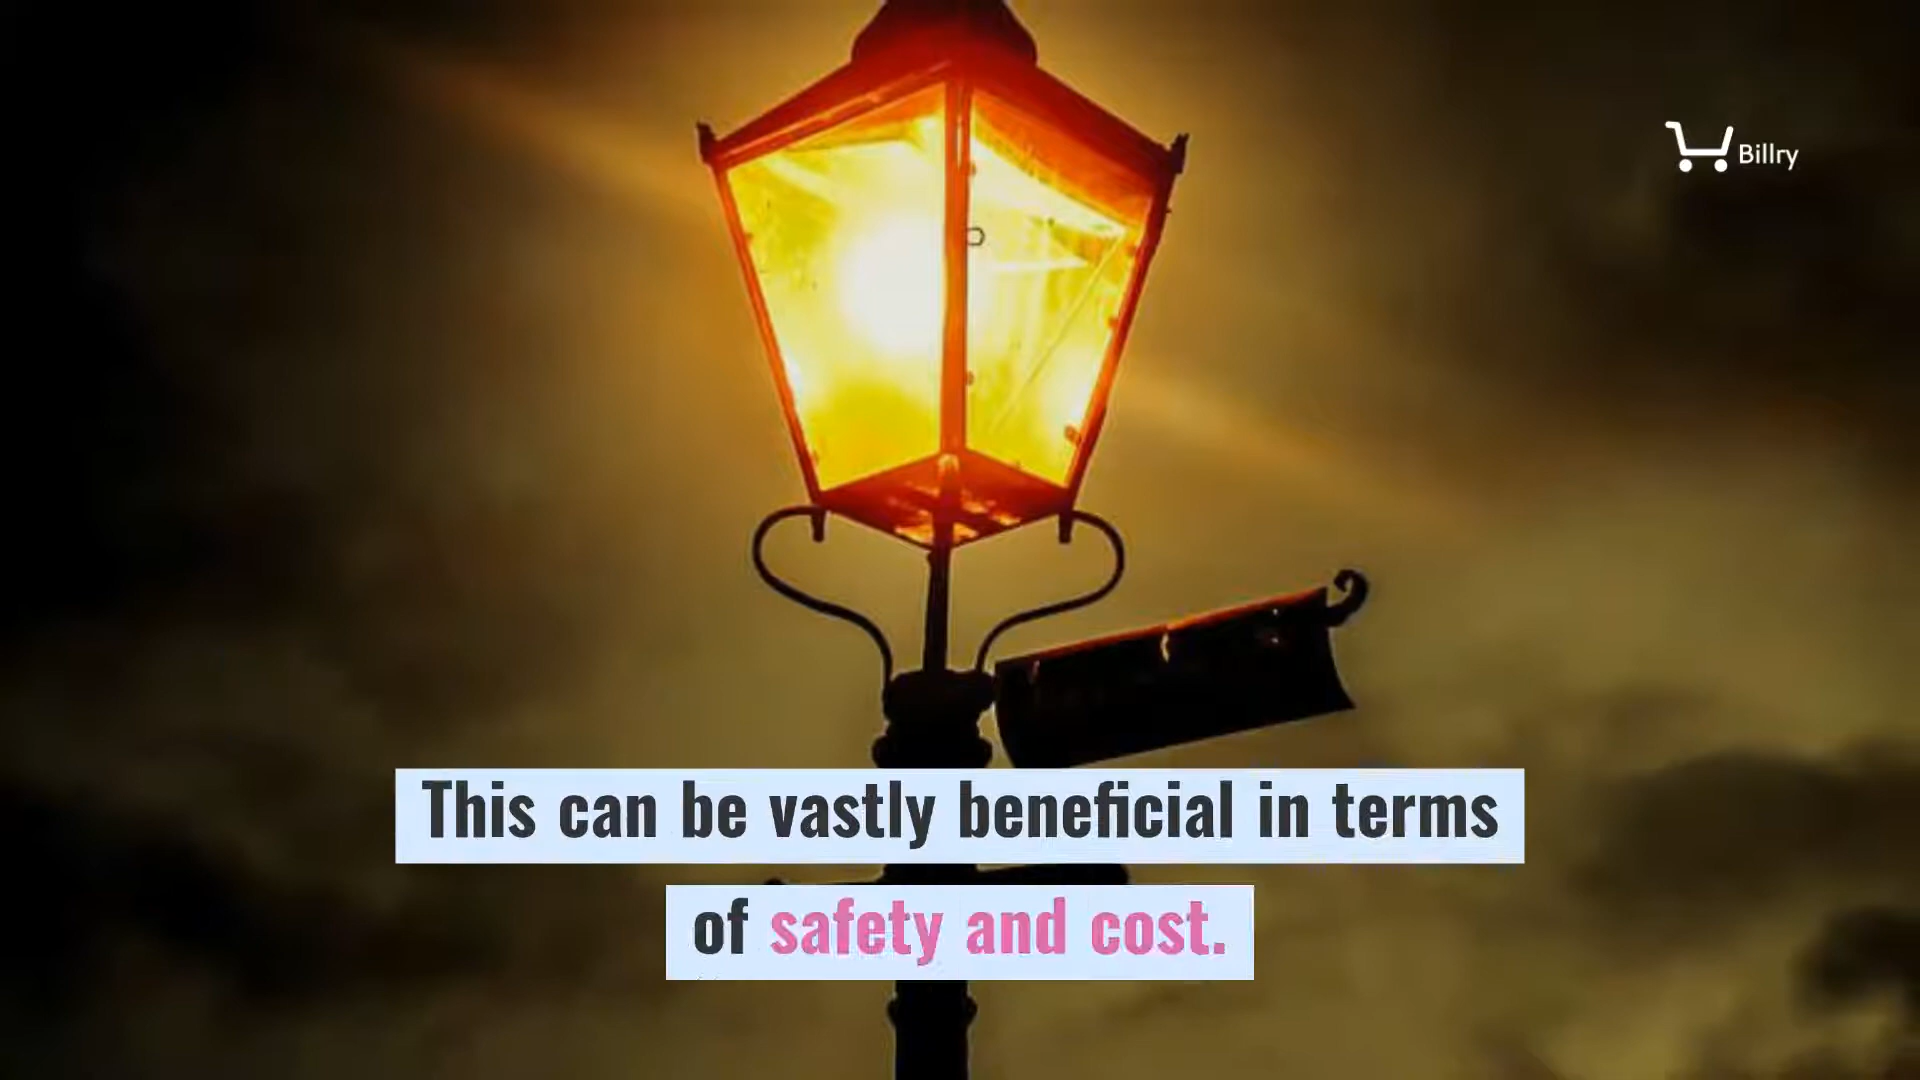 Billry
This can be vastly beneficial in terms
of safety and cost.